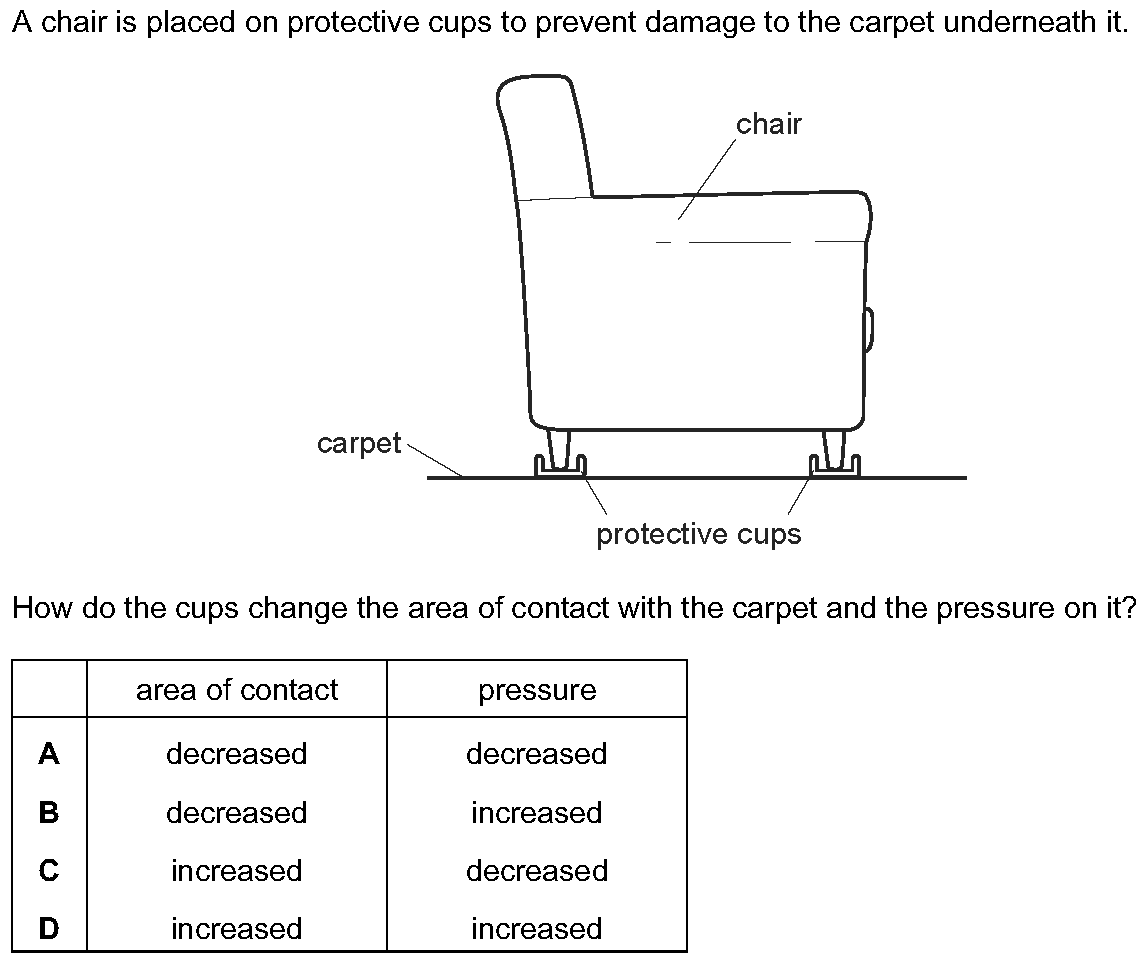 A chair is placed on protective cups to prevent damage to the carpet underneath it.
chair
carpet
protective cups
How do the cups change the area of contact with the carpet and the pressure on it?
area of contact pressure
A decreased decreased
B decreased increased
C increased decreased
D increased increased